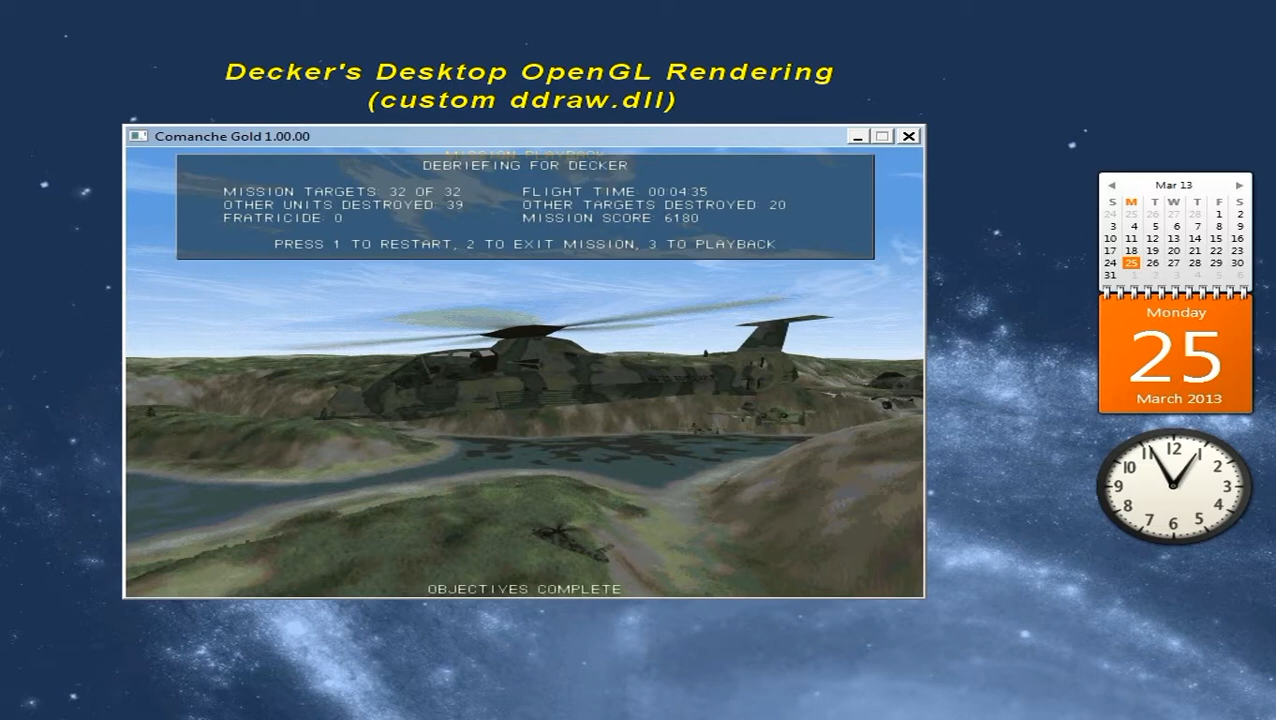 Decker's Desktop OpenGL Rendering
(custom ddraw.dll)
Comanche Gold 1.00.00
MISSION PLAYBACK
DEBRIEFING FOR DECKER
MISSION TARGETS: 32 OF 32 FLIGHT TIME: 00:04:35
OTHER UNITS DESTROYED: 39 OTHER TARGETS DESTROYED: 20
FRATRICIDE: 0 MISSION SCORE: 6180
PRESS 1 TO RESTART, 2 TO EXIT MISSION, 3 TO PLAYBACK
OBJECTIVES COMPLETE
Mar 13
S M T W T F S
24 25 26 27 28 1 2
3 4 5 6 7 8 9
10 11 12 13 14 15 16
17 18 19 20 21 22 23
24 25 26 27 28 29 30
31 1 2 3 4 5 6
Monday
25
March 2013
12 1 2 3 4 5 6 7 8 9 10 11